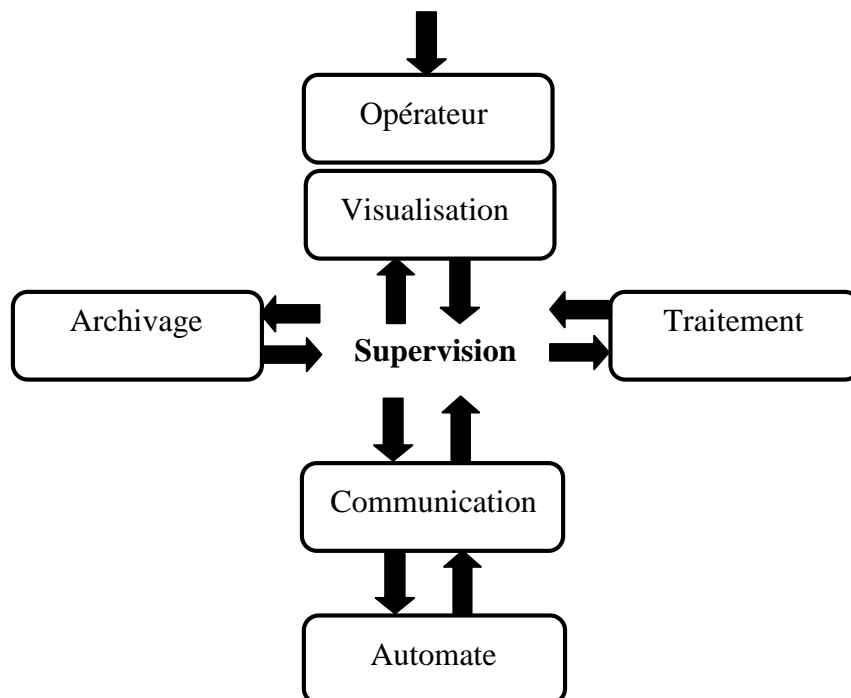 Opérateur
Visualisation
Archivage
Traitement
Supervision
Communication
Automate